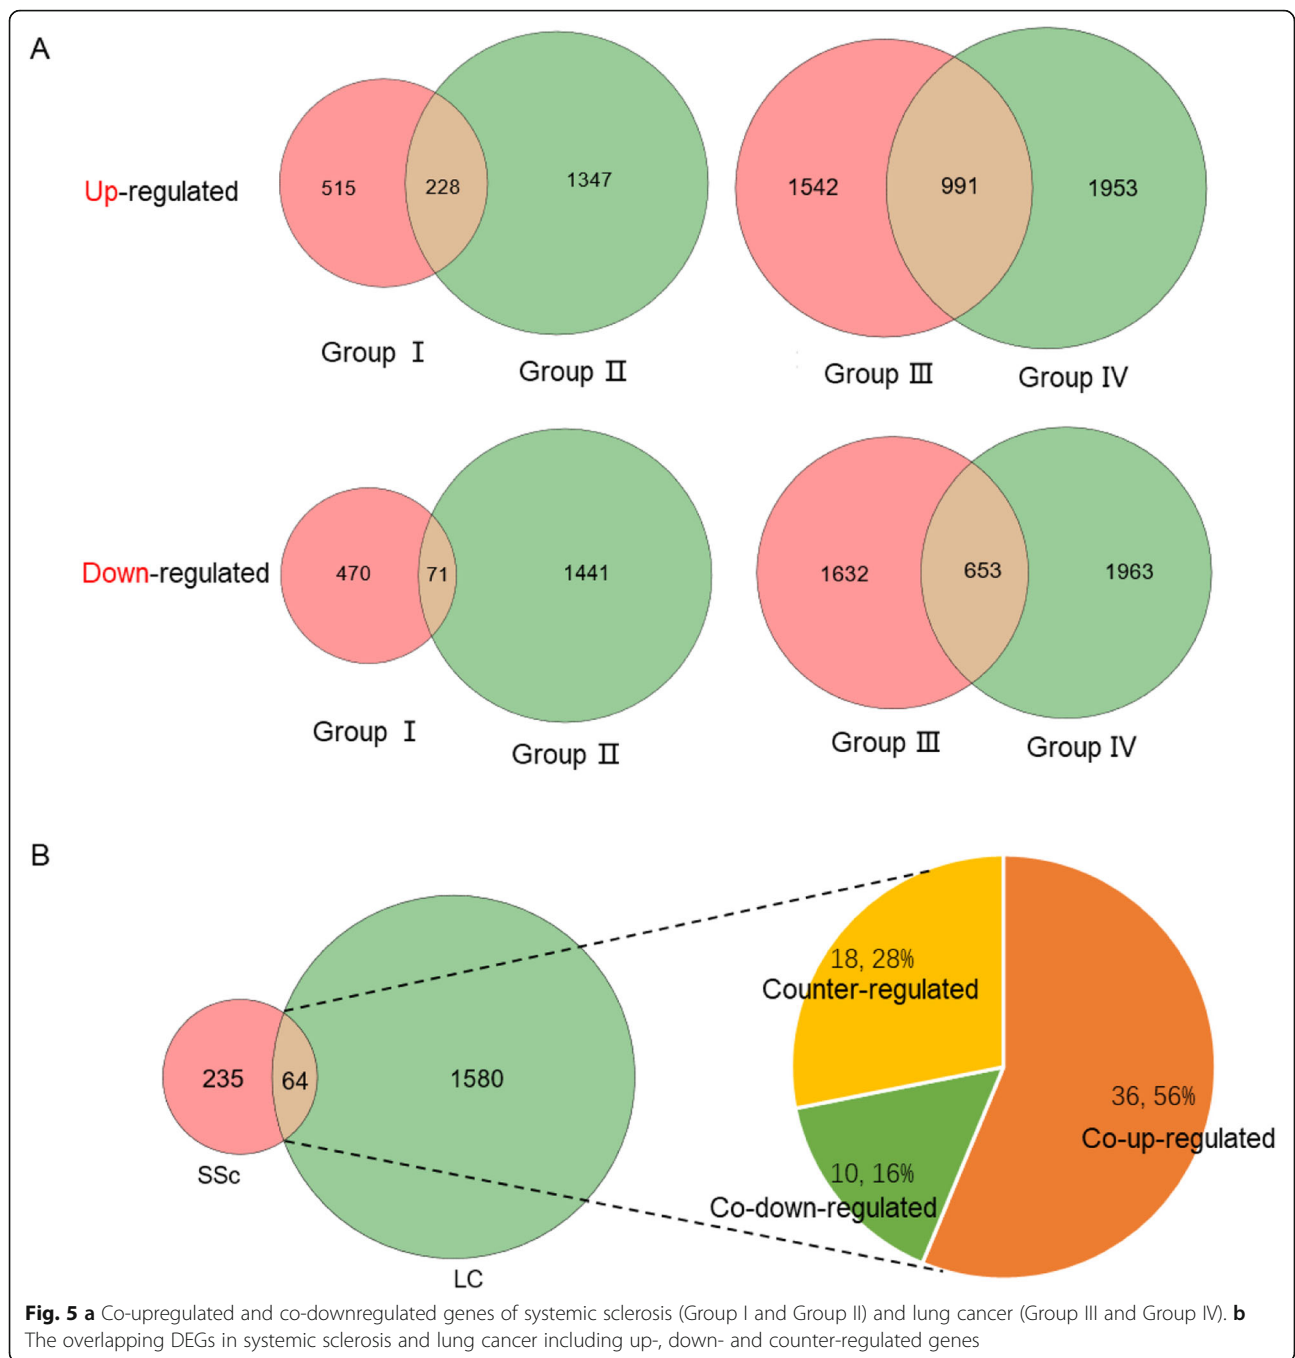 A
Up-regulated
515
228
1347
1542
991
1953
Group Ⅰ
Group Ⅱ
Group Ⅲ
Group Ⅳ
Down-regulated
470
71
1441
1632
653
1963
Group Ⅰ
Group Ⅱ
Group Ⅲ
Group Ⅳ
B
235
64
1580
SSc
LC
18, 28%
Counter-regulated
36, 56%
Co-up-regulated
10, 16%
Co-down-regulated
Fig. 5 a Co-upregulated and co-downregulated genes of systemic sclerosis (Group I and Group II) and lung cancer (Group III and Group IV). b
The overlapping DEGs in systemic sclerosis and lung cancer including up-, down- and counter-regulated genes